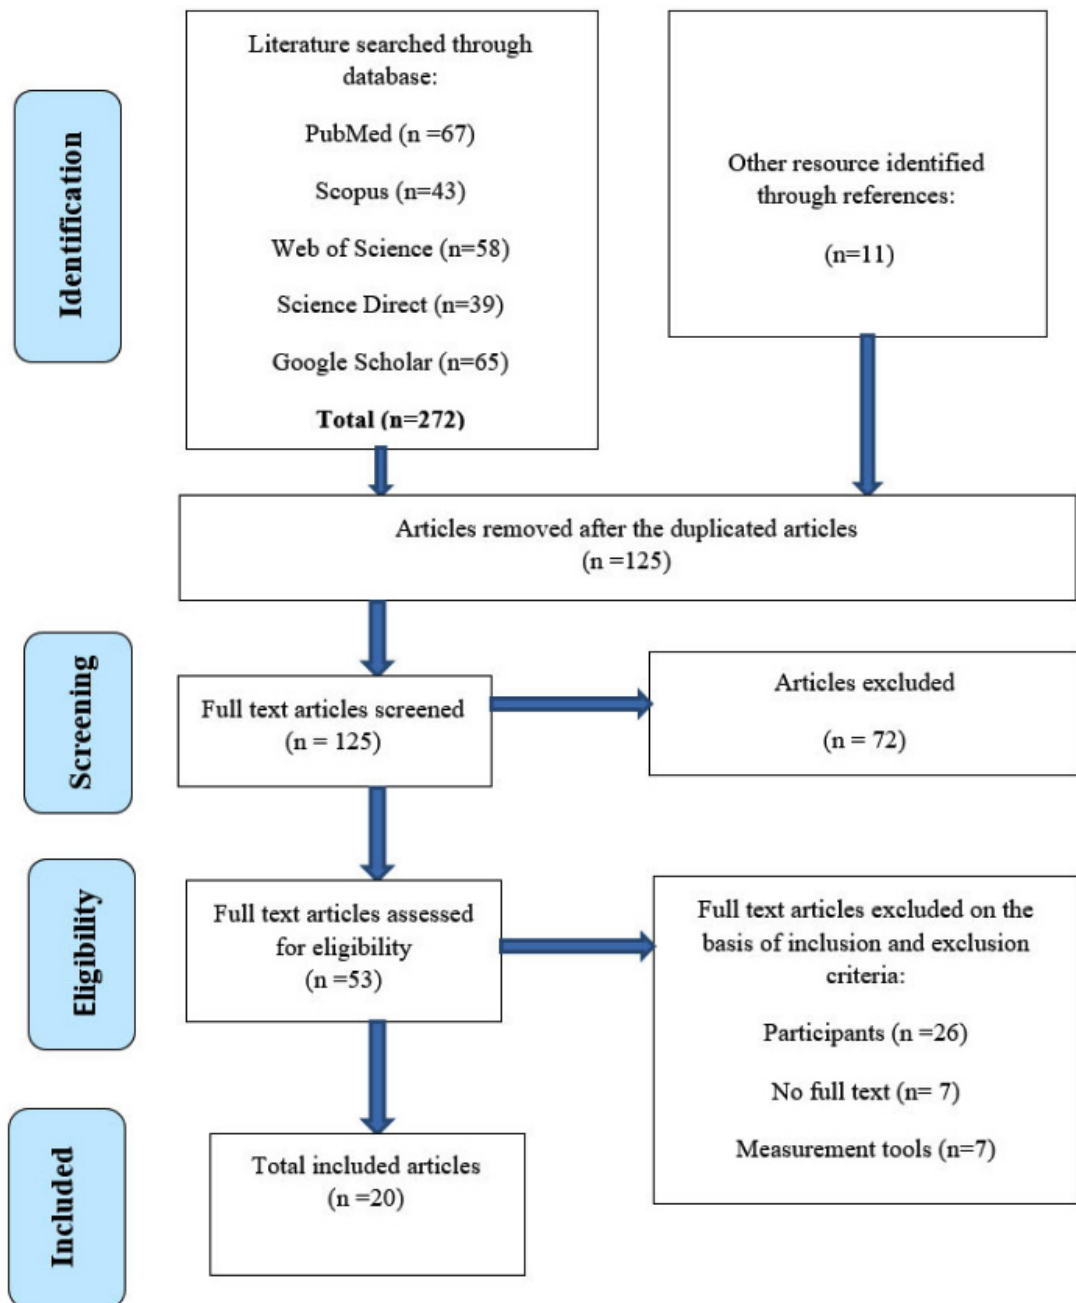 Identification
Literature searched through
database:
PubMed (n =67)
Scopus (n=43)
Web of Science (n=58)
Science Direct (n=39)
Google Scholar (n=65)
Total (n=272)
Other resource identified
through references:
(n=11)
Articles removed after the duplicated articles
(n =125)
Screening
Full text articles screened
(n = 125)
Articles excluded
(n = 72)
Eligibility
Full text articles assessed
for eligibility
(n =53)
Full text articles excluded on the
basis of inclusion and exclusion
criteria:
Participants (n =26)
No full text (n= 7)
Measurement tools (n=7)
Included
Total included articles
(n =20)